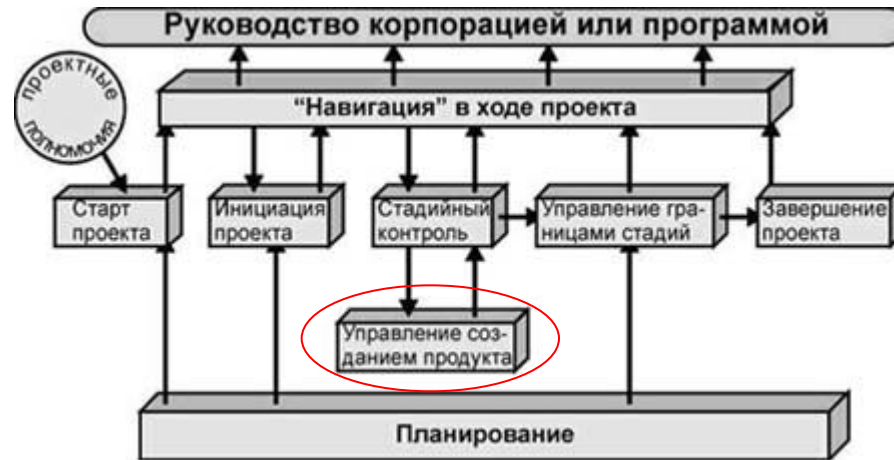 Руководство корпорацией или программой
проектные
полномочия
“Навигация” в ходе проекта
Старт
проекта
Инициация
проекта
Стадийный
контроль
Управление гра-
ницами стадий
Завершение
проекта
Управление соз-
данием продукта
Планирование